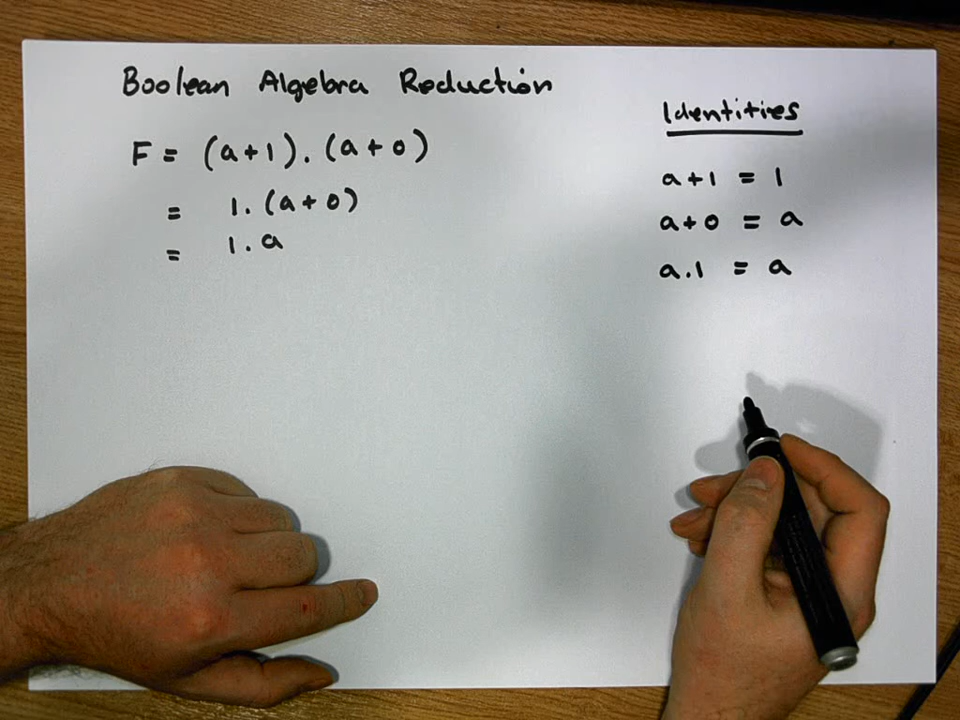 Boolean Algebra Reduction
F = (a+1).(a+0)
= 1.(a+0)
= 1.a
Identities
a+1 = 1
a+0 = a
a.1 = a